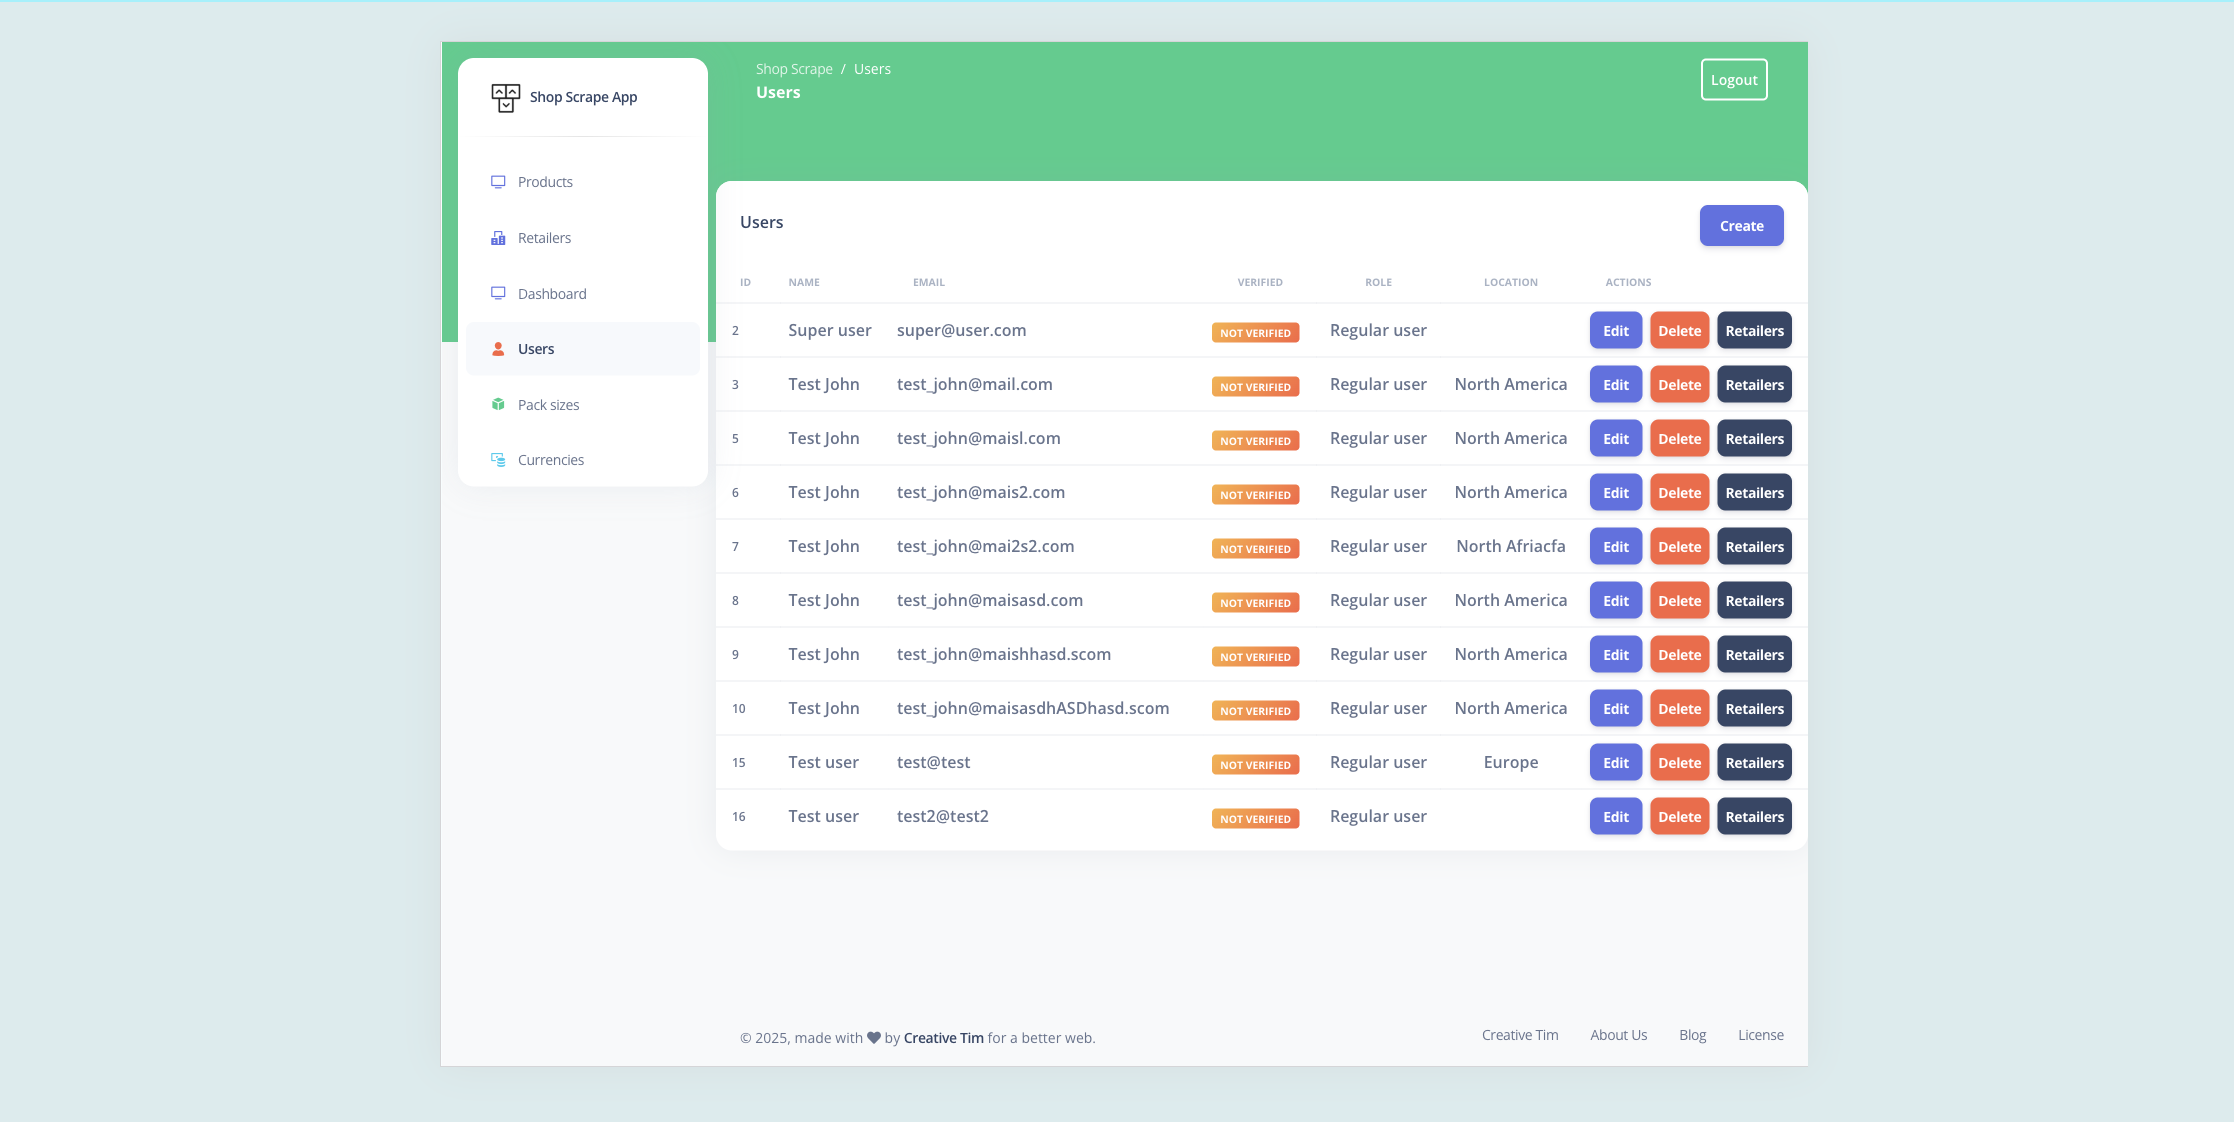 Shop Scrape App
Products
Retailers
Dashboard
Users
Pack sizes
Currencies
Shop Scrape / Users
Users
Logout
Users
Create
ID NAME EMAIL VERIFIED ROLE LOCATION ACTIONS
2 Super user super@user.com NOT VERIFIED Regular user Edit Delete Retailers
3 Test John test_john@mail.com NOT VERIFIED Regular user North America Edit Delete Retailers
5 Test John test_john@maisl.com NOT VERIFIED Regular user North America Edit Delete Retailers
6 Test John test_john@mais2.com NOT VERIFIED Regular user North America Edit Delete Retailers
7 Test John test_john@mai2s2.com NOT VERIFIED Regular user North Afriacfa Edit Delete Retailers
8 Test John test_john@maisasd.com NOT VERIFIED Regular user North America Edit Delete Retailers
9 Test John test_john@maishhasd.scom NOT VERIFIED Regular user North America Edit Delete Retailers
10 Test John test_john@maisasdhASDhasd.scom NOT VERIFIED Regular user North America Edit Delete Retailers
15 Test user test@test NOT VERIFIED Regular user Europe Edit Delete Retailers
16 Test user test2@test2 NOT VERIFIED Regular user Edit Delete Retailers
© 2025, made with ♥ by Creative Tim for a better web.
Creative Tim About Us Blog License